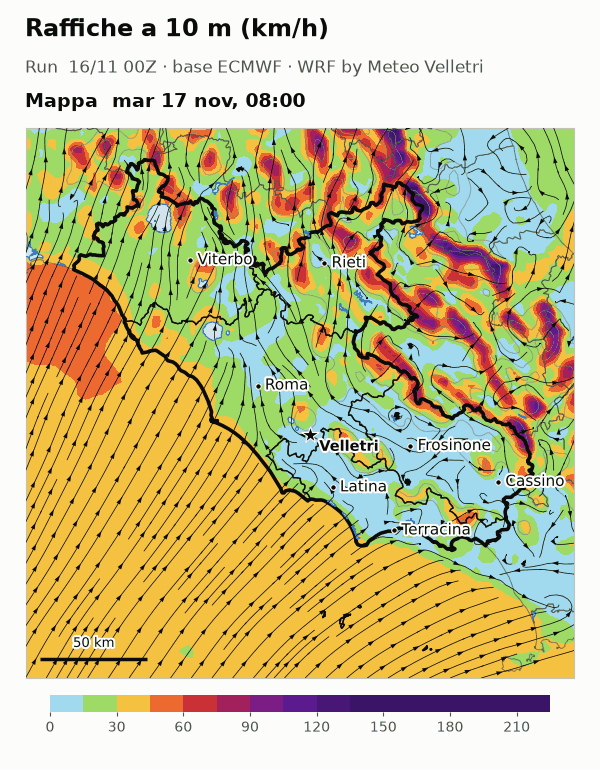 Raffiche a 10 m (km/h)
Run  16/11 00Z · base ECMWF · WRF by Meteo Velletri
Mappa  mar 17 nov, 08:00
Viterbo
Rieti
Roma
Velletri
Frosinone
Latina
Cassino
Terracina
50 km
0 30 60 90 120 150 180 210